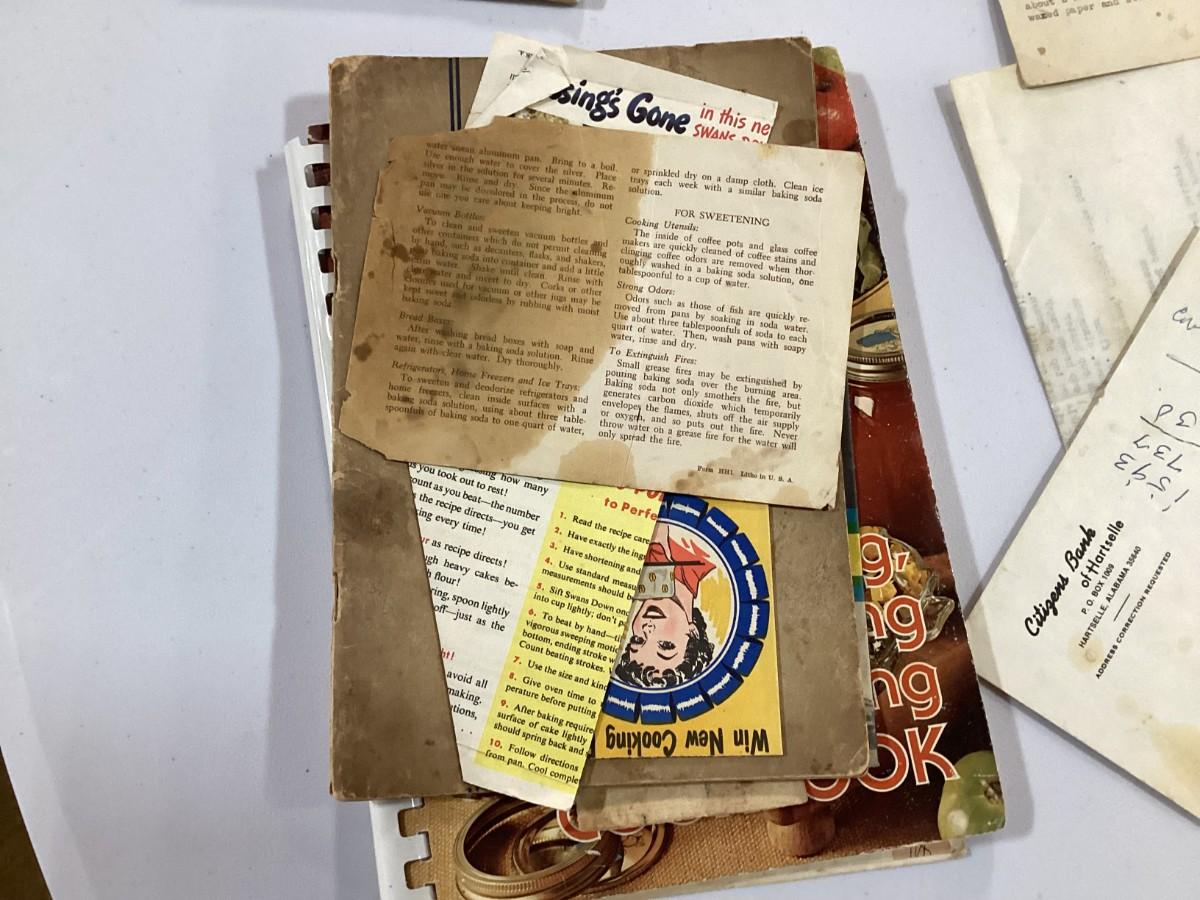 about
waxed paper and
sing's Gone
in this ne
SWANS DO
water in an aluminum pan. Bring to a boil.
Use enough water to cover the silver. Place
silver in the solution for several minutes. Re-
move. Rinse and dry. Since the aluminum
pan may be discolored in the process, do not
use one you care about keeping bright.
Vacuum Bottles:
To clean and sweeten vacuum bottles and
other containers which do not permit cleaning
by hand, such as decanters, flasks, and shakers,
baking soda into container and add a little
warm water. Shake until clean. Rinse with
water and invert to dry. Corks or other
used for vacuum or other jugs may be
kept sweet and odorless by rubbing with moist
baking soda.
Bread Boxes:
After washing bread boxes with soap and
water, rinse with a baking soda solution. Rinse
again with clear water. Dry thoroughly.
Refrigerators, Home Freezers and Ice Trays:
To sweeten and deodorize refrigerators and
home freezers, clean inside surfaces with a
baking soda solution, using about three table-
spoonfuls of baking soda to one quart of water,
or sprinkled dry on a damp cloth. Clean ice
trays each week with a similar baking soda
solution.
FOR SWEETENING
Cooking Utensils:
The inside of coffee pots and glass coffee
makers are quickly cleaned of coffee stains and
clinging coffee odors are removed when thor-
oughly washed in a baking soda solution, one
tablespoonful to a cup of water.
Strong Odors:
Odors such as those of fish are quickly re-
moved from pans by soaking in soda water.
Use about three tablespoonfuls of soda to each
quart of water. Then, wash pans with soapy
water, rinse and dry.
To Extinguish Fires:
Small grease fires may be extinguished by
pouring baking soda over the burning area.
Baking soda not only smothers the fire, but
generates carbon dioxide which temporarily
envelopes the flames, shuts off the air supply
or oxygen, and so puts out the fire. Never
throw water on a grease fire for the water will
only spread the fire.
Form HH1. Litho in U. S. A.
how many
s you took out to rest!
ount as you beat—the number
the recipe directs—you get
ing every time!
ur as recipe directs!
gh heavy cakes be-
h flour!
ring, spoon lightly
off—just as the
ht!
avoid all
making.
tions,
to Perfe
1. Read the recipe care
2. Have exactly the ing
3. Have shortening and
4. Use standard measu
measurements should b
5. Sift Swans Down onc
into cup lightly; don't p
6. To beat by hand—t
vigorous sweeping moti
bottom, ending stroke w
Count beating strokes.
7. Use the size and kind
8. Give oven time to
perature before putting
9. After baking require
surface of cake lightly
should spring back and
10. Follow directions
from pan. Cool comple
Win New Cooking
g,
ng
ng
OOK
Citizens Bank
of Hartselle
P. O. BOX 1009
HARTSELLE, ALABAMA 35640
ADDRESS CORRECTION REQUESTED